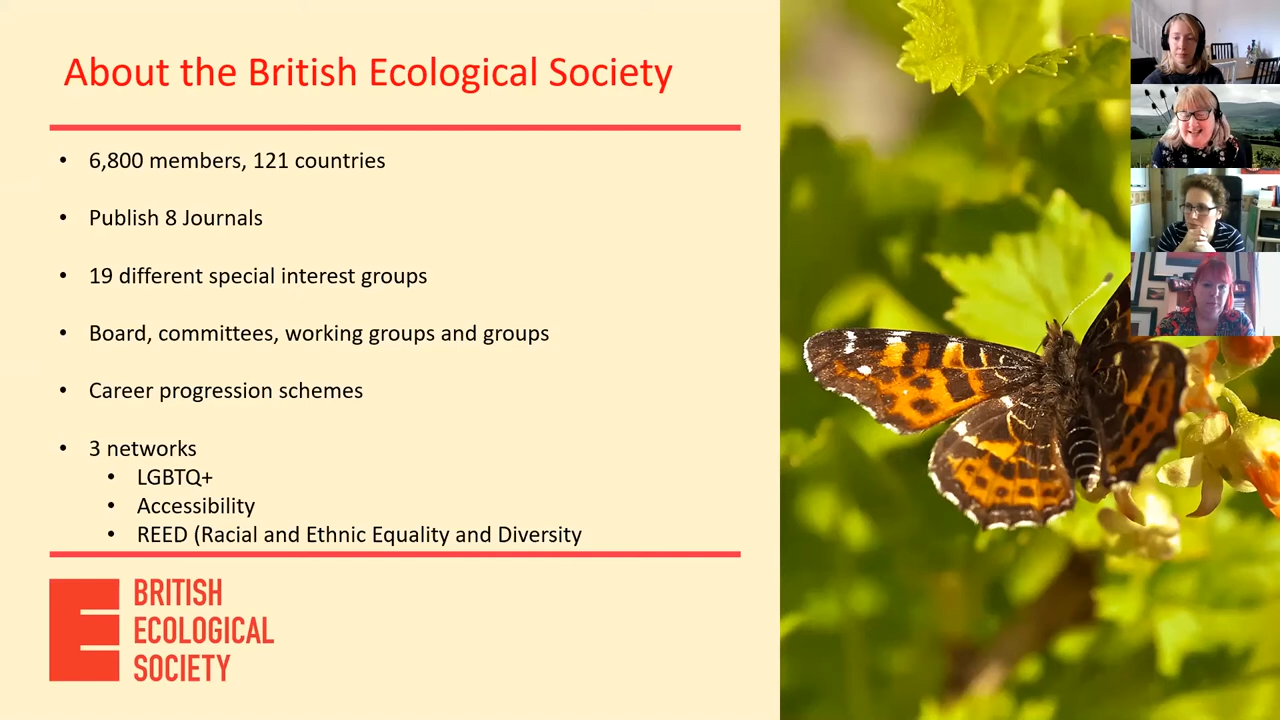 About the British Ecological Society
• 6,800 members, 121 countries
• Publish 8 Journals
• 19 different special interest groups
• Board, committees, working groups and groups
• Career progression schemes
• 3 networks
• LGBTQ+
• Accessibility
• REED (Racial and Ethnic Equality and Diversity
BRITISH
ECOLOGICAL
SOCIETY